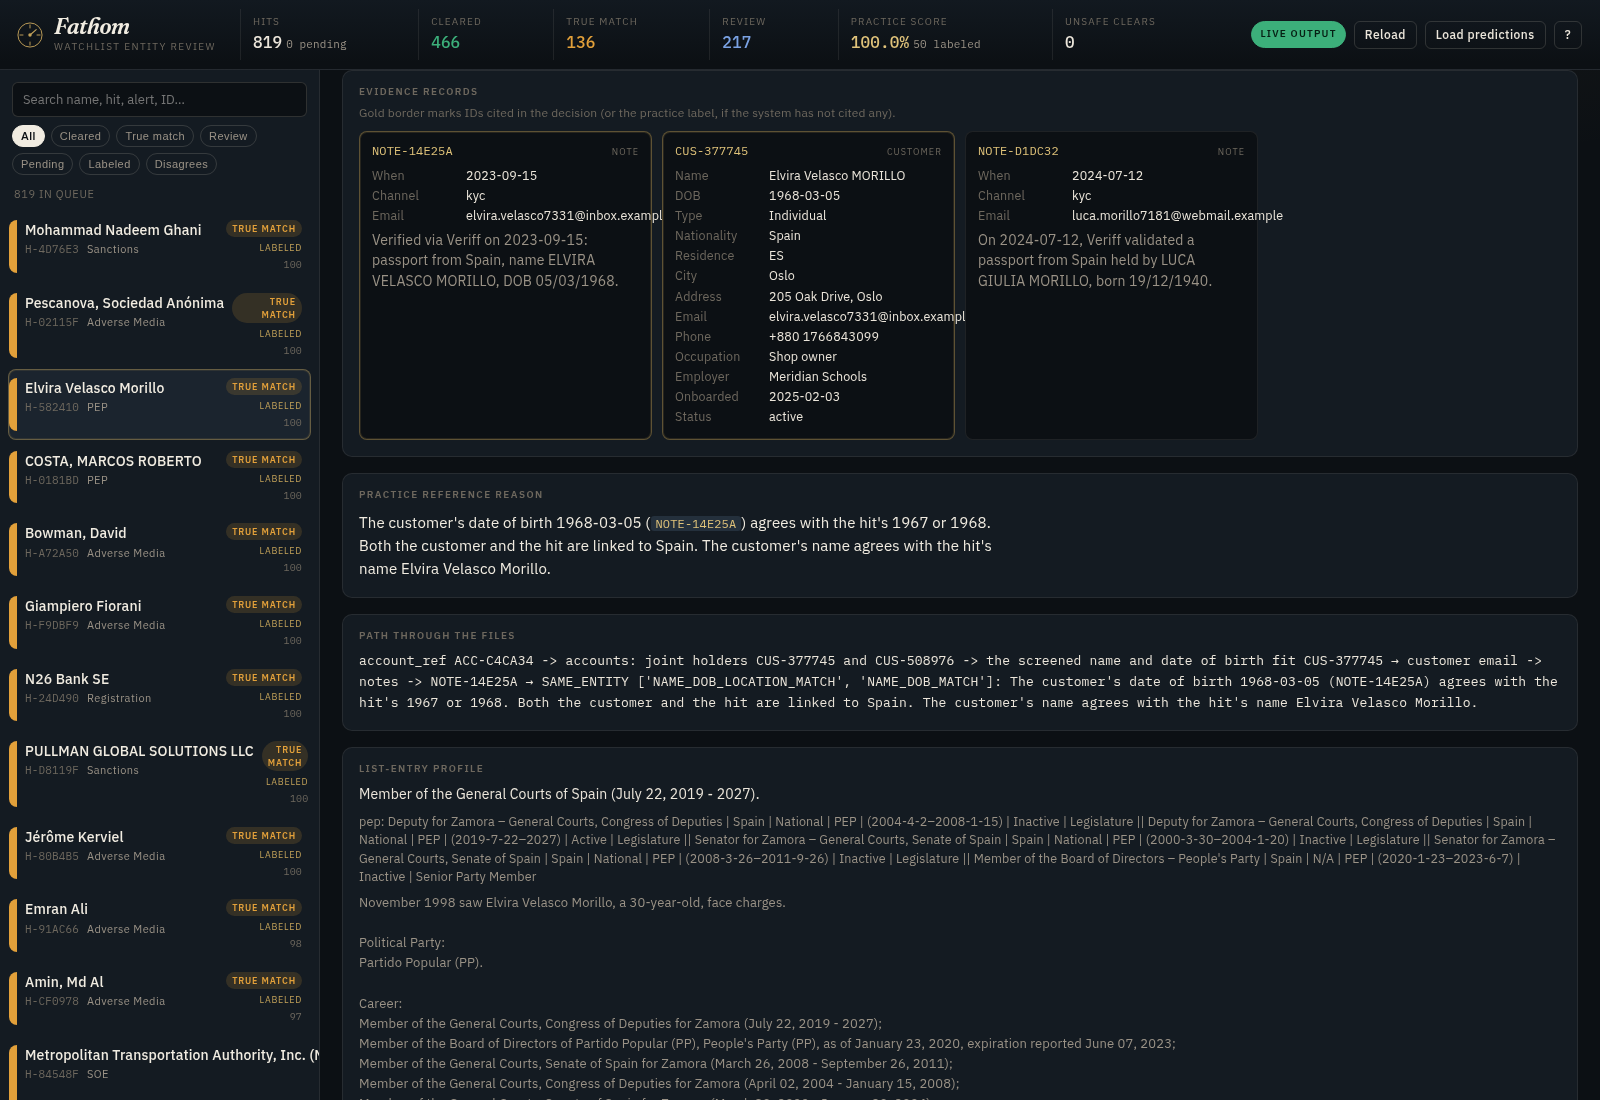 Fathom
WATCHLIST ENTITY REVIEW
HITS
819 0 pending
CLEARED
466
TRUE MATCH
136
REVIEW
217
PRACTICE SCORE
100.0% 50 labeled
UNSAFE CLEARS
0
LIVE OUTPUT
Reload
Load predictions
?
Search name, hit, alert, ID...
All
Cleared
True match
Review
Pending
Labeled
Disagrees
819 IN QUEUE
Mohammad Nadeem Ghani
TRUE MATCH
H-4D76E3 Sanctions
LABELED
100
Pescanova, Sociedad Anónima
TRUE
MATCH
H-02115F Adverse Media
LABELED
100
Elvira Velasco Morillo
TRUE MATCH
H-582410 PEP
LABELED
100
COSTA, MARCOS ROBERTO
TRUE MATCH
H-0181BD PEP
LABELED
100
Bowman, David
TRUE MATCH
H-A72A50 Adverse Media
LABELED
100
Giampiero Fiorani
TRUE MATCH
H-F9DBF9 Adverse Media
LABELED
100
N26 Bank SE
TRUE MATCH
H-24D490 Registration
LABELED
100
PULLMAN GLOBAL SOLUTIONS LLC
TRUE
MATCH
H-D8119F Sanctions
LABELED
100
Jérôme Kerviel
TRUE MATCH
H-80B4B5 Adverse Media
LABELED
100
Emran Ali
TRUE MATCH
H-91AC66 Adverse Media
LABELED
98
Amin, Md Al
TRUE MATCH
H-CF0978 Adverse Media
LABELED
97
Metropolitan Transportation Authority, Inc. (
H-84548F SOE
EVIDENCE RECORDS
Gold border marks IDs cited in the decision (or the practice label, if the system has not cited any).
NOTE-14E25A
NOTE
When 2023-09-15
Channel kyc
Email elvira.velasco7331@inbox.exampl
Verified via Veriff on 2023-09-15:
passport from Spain, name ELVIRA
VELASCO MORILLO, DOB 05/03/1968.
CUS-377745
CUSTOMER
Name Elvira Velasco MORILLO
DOB 1968-03-05
Type Individual
Nationality Spain
Residence ES
City Oslo
Address 205 Oak Drive, Oslo
Email elvira.velasco7331@inbox.exampl
Phone +880 1766843099
Occupation Shop owner
Employer Meridian Schools
Onboarded 2025-02-03
Status active
NOTE-D1DC32
NOTE
When 2024-07-12
Channel kyc
Email luca.morillo7181@webmail.example
On 2024-07-12, Veriff validated a
passport from Spain held by LUCA
GIULIA MORILLO, born 19/12/1940.
PRACTICE REFERENCE REASON
The customer's date of birth 1968-03-05 (NOTE-14E25A) agrees with the hit's 1967 or 1968.
Both the customer and the hit are linked to Spain. The customer's name agrees with the hit's
name Elvira Velasco Morillo.
PATH THROUGH THE FILES
account_ref ACC-C4CA34 -> accounts: joint holders CUS-377745 and CUS-508976 -> the screened name and date of birth fit CUS-377745 → customer email ->
notes -> NOTE-14E25A → SAME_ENTITY ['NAME_DOB_LOCATION_MATCH', 'NAME_DOB_MATCH']: The customer's date of birth 1968-03-05 (NOTE-14E25A) agrees with the
hit's 1967 or 1968. Both the customer and the hit are linked to Spain. The customer's name agrees with the hit's name Elvira Velasco Morillo.
LIST-ENTRY PROFILE
Member of the General Courts of Spain (July 22, 2019 - 2027).
pep: Deputy for Zamora – General Courts, Congress of Deputies | Spain | National | PEP | (2004-4-2–2008-1-15) | Inactive | Legislature || Deputy for Zamora – General Courts, Congress of Deputies | Spain |
National | PEP | (2019-7-22–2027) | Active | Legislature || Senator for Zamora – General Courts, Senate of Spain | Spain | National | PEP | (2000-3-30–2004-1-20) | Inactive | Legislature || Senator for Zamora –
General Courts, Senate of Spain | Spain | National | PEP | (2008-3-26–2011-9-26) | Inactive | Legislature || Member of the Board of Directors – People's Party | Spain | N/A | PEP | (2020-1-23–2023-6-7) |
Inactive | Senior Party Member
November 1998 saw Elvira Velasco Morillo, a 30-year-old, face charges.
Political Party:
Partido Popular (PP).
Career:
Member of the General Courts, Congress of Deputies for Zamora (July 22, 2019 - 2027);
Member of the Board of Directors of Partido Popular (PP), People's Party (PP), as of January 23, 2020, expiration reported June 07, 2023;
Member of the General Courts, Senate of Spain for Zamora (March 26, 2008 - September 26, 2011);
Member of the General Courts, Congress of Deputies for Zamora (April 02, 2004 - January 15, 2008);